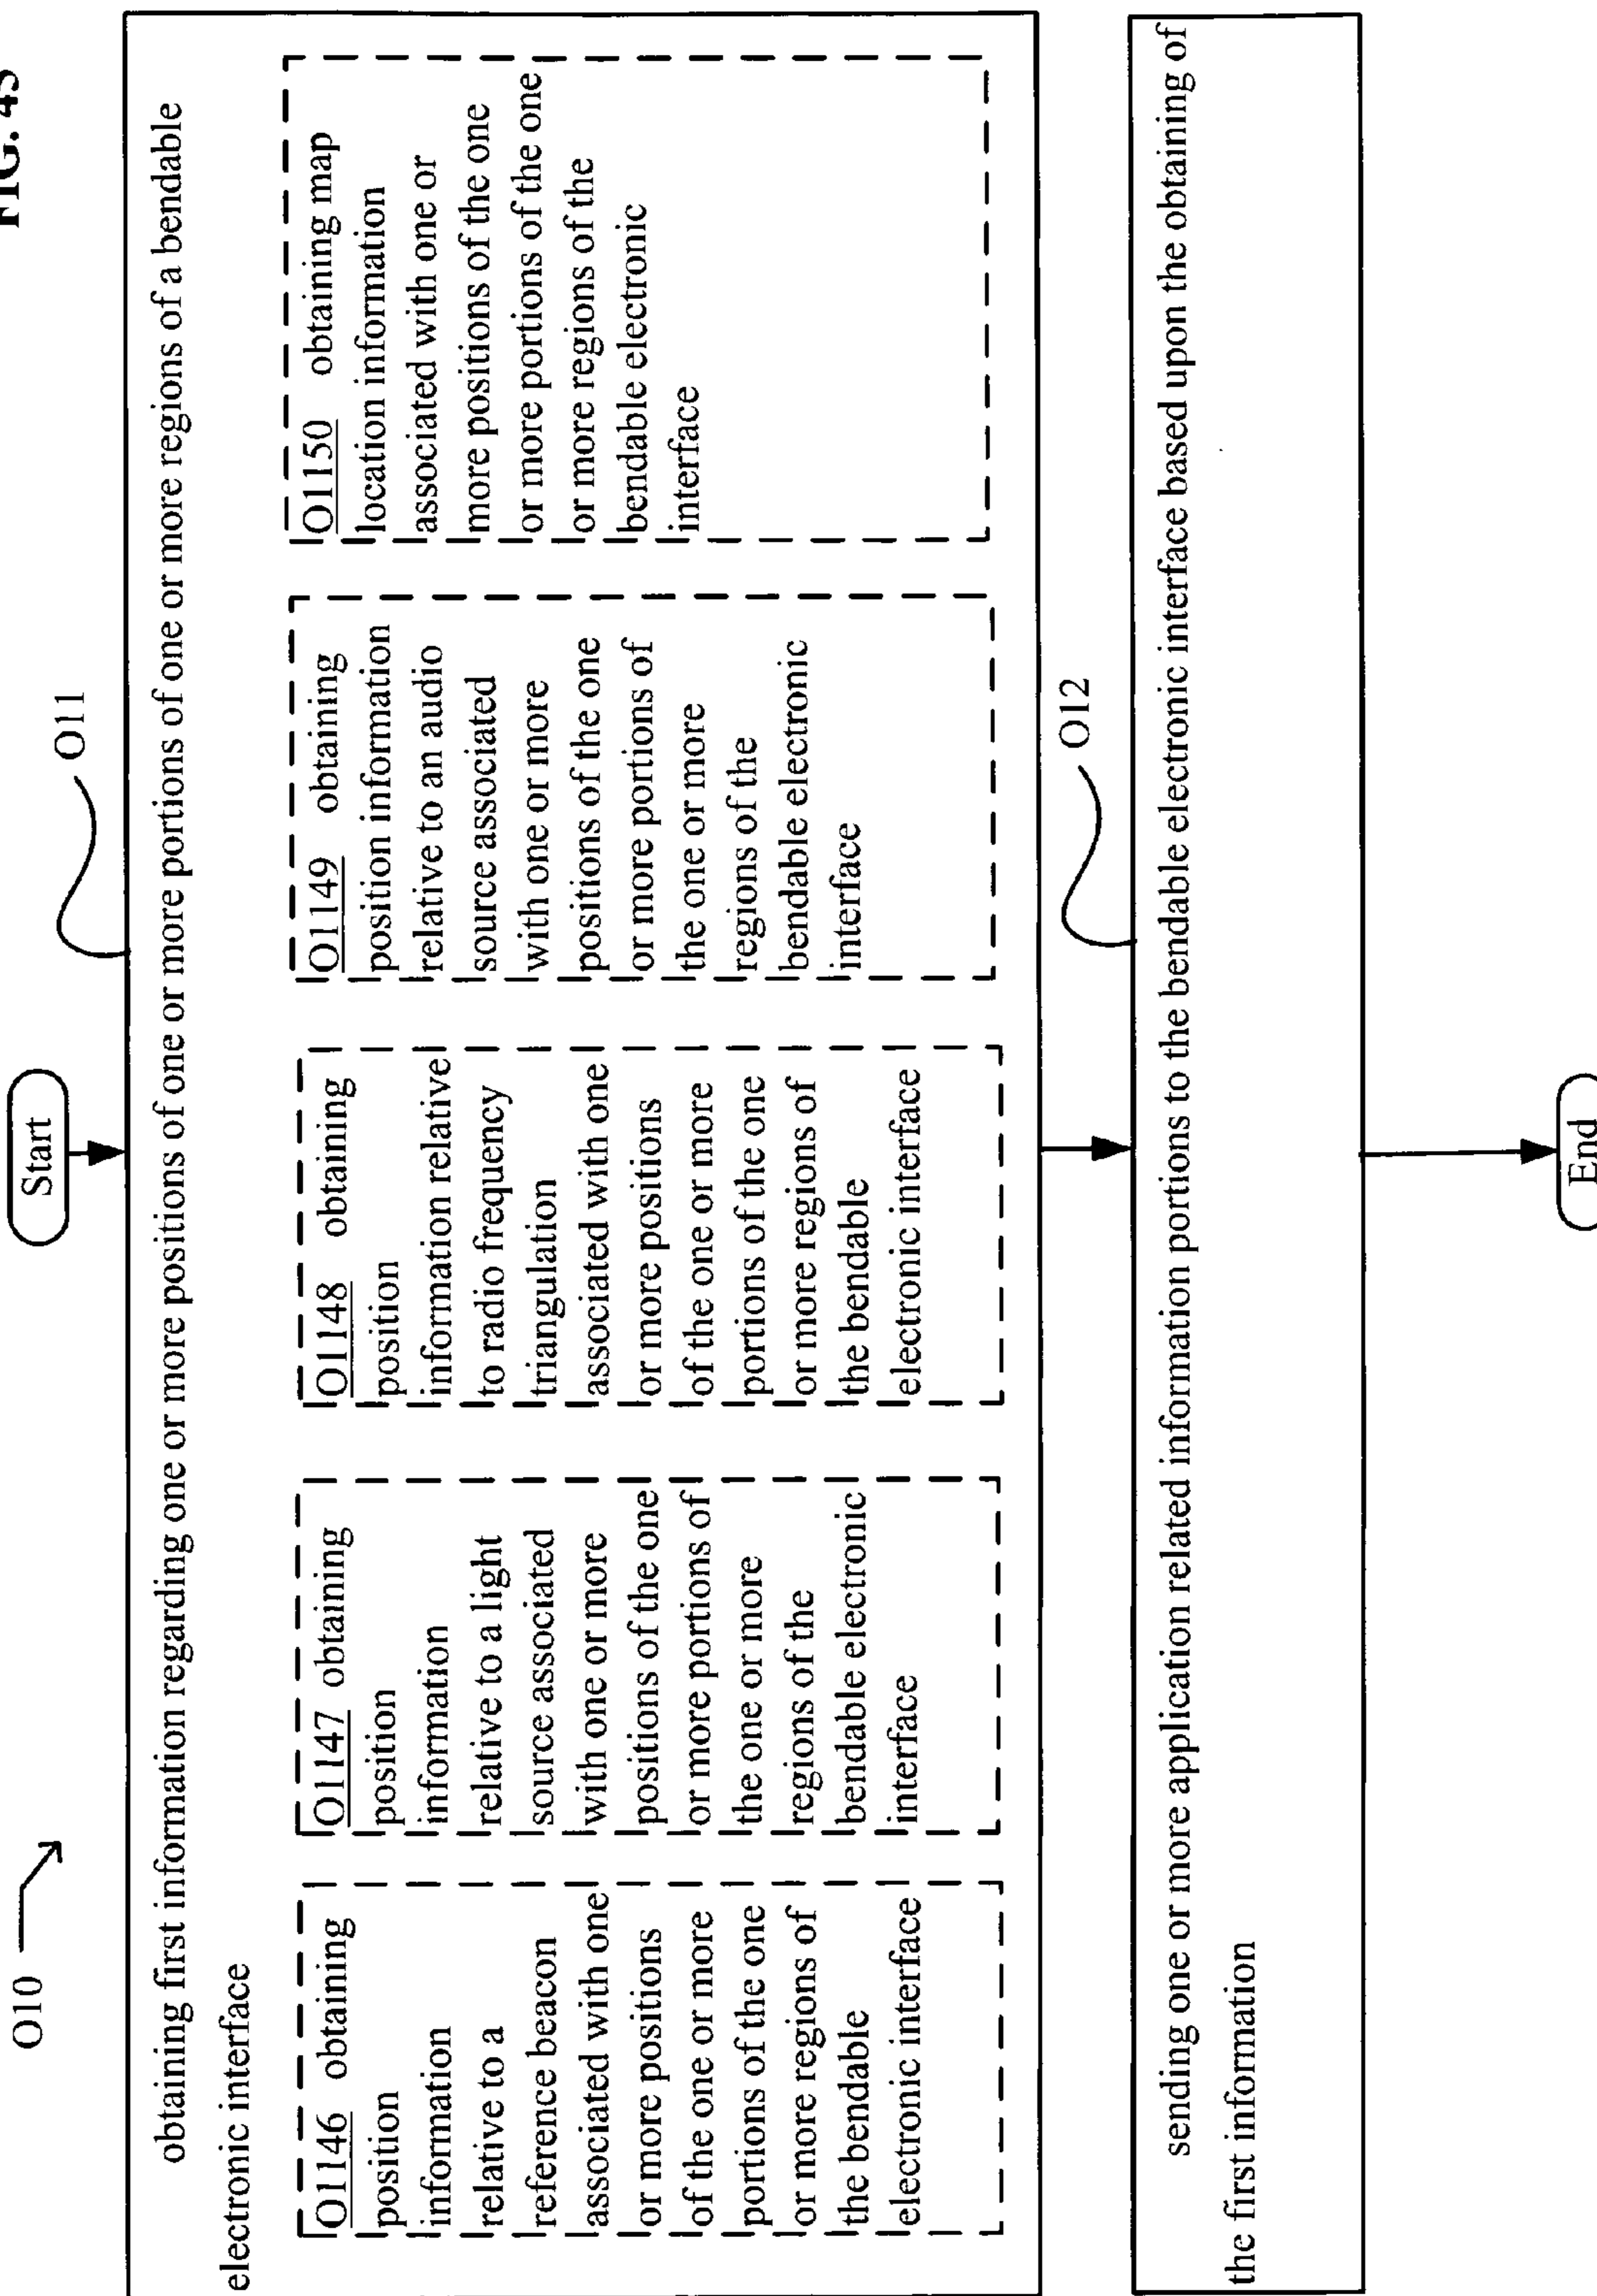 FIG.
O10
Start
O11
obtaining first information regarding one or more positions of one or more portions of one or more regions of a bendable
electronic interface
O1146 obtaining
position
information
relative to a
reference beacon
associated with one
or more positions
of the one or more
portions of the one
or more regions of
the bendable
electronic interface
O1147 obtaining
position
information
relative to a light
source associated
with one or more
positions of the one
or more portions of
the one or more
regions of the
bendable electronic
interface
O1148 obtaining
position
information relative
to radio frequency
triangulation
associated with one
or more positions
of the one or more
portions of the one
or more regions of
the bendable
electronic interface
O1149 obtaining
position information
relative to an audio
source associated
with one or more
positions of the one
or more portions of
the one or more
regions of the
bendable electronic
interface
O1150 obtaining map
location information
associated with one or
more positions of the one
or more portions of the one
or more regions of the
bendable electronic
interface
O12
sending one or more application related information portions to the bendable electronic interface based upon the obtaining of
the first information
End